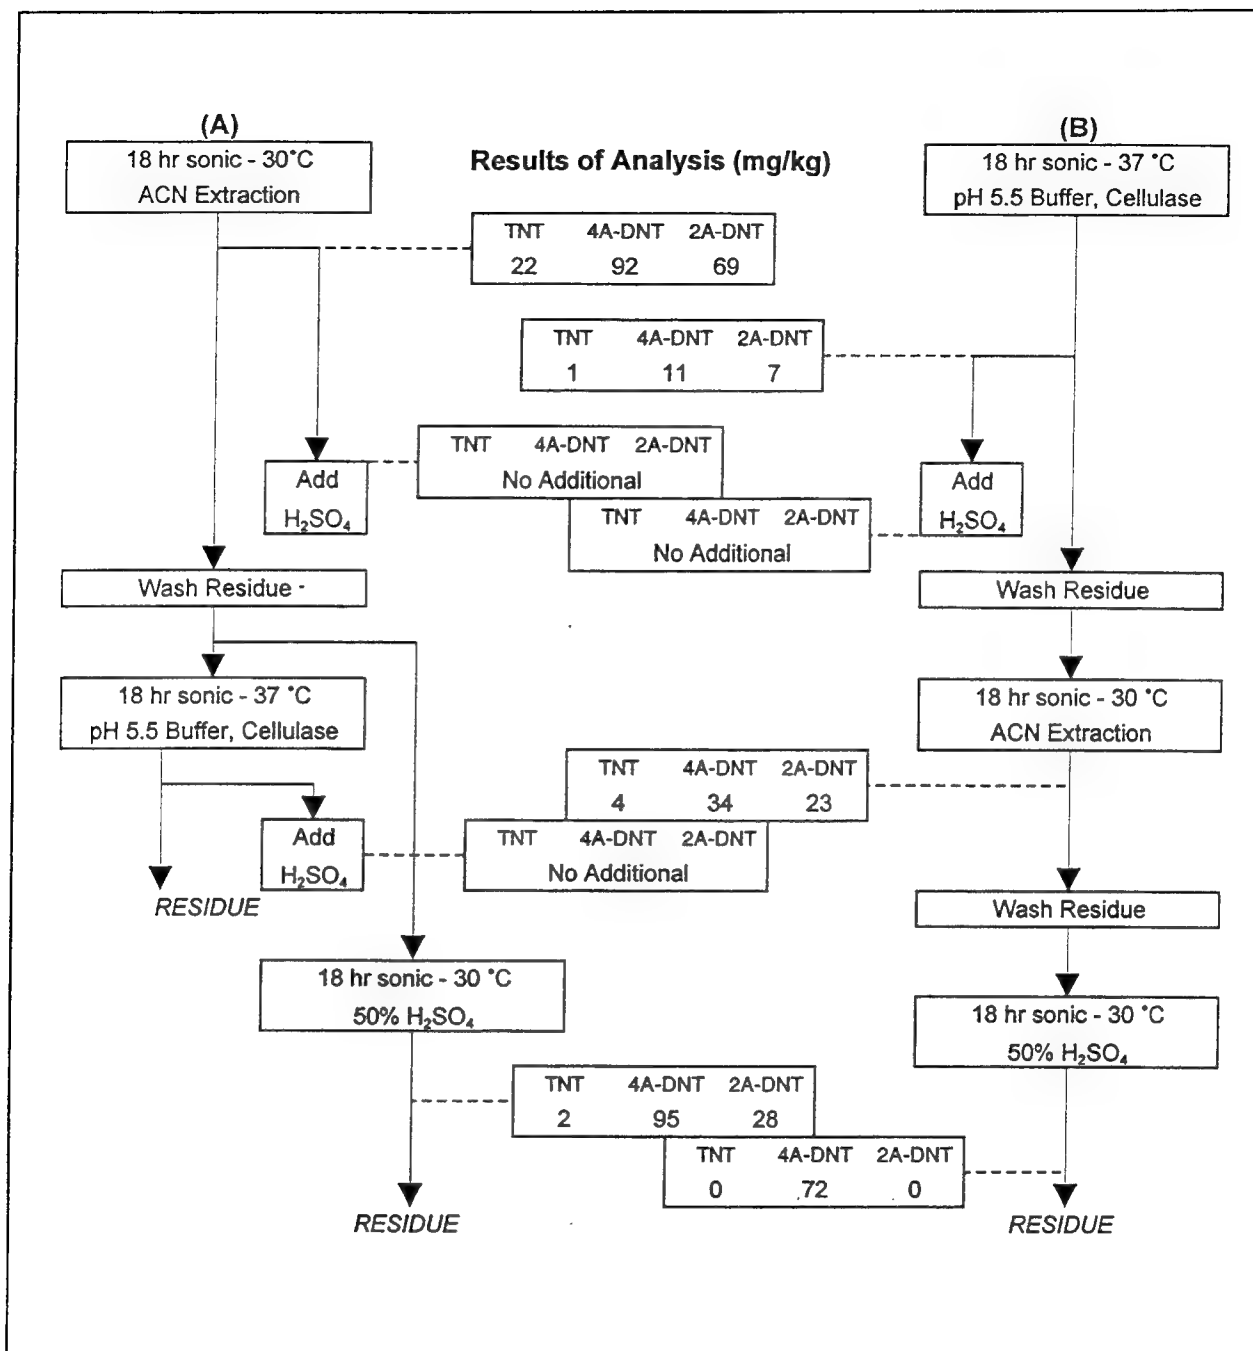 (A)
18 hr sonic - 30°C
ACN Extraction
Results of Analysis (mg/kg)
(B)
18 hr sonic - 37 °C
pH 5.5 Buffer, Cellulase
TNT 4A-DNT 2A-DNT
22 92 69
TNT 4A-DNT 2A-DNT
1 11 7
Add
H₂SO₄
TNT 4A-DNT 2A-DNT
No Additional
TNT 4A-DNT 2A-DNT
No Additional
Add
H₂SO₄
Wash Residue
Wash Residue
18 hr sonic - 37 °C
pH 5.5 Buffer, Cellulase
18 hr sonic - 30 °C
ACN Extraction
TNT 4A-DNT 2A-DNT
4 34 23
Add
H₂SO₄
TNT 4A-DNT 2A-DNT
No Additional
RESIDUE
Wash Residue
18 hr sonic - 30 °C
50% H₂SO₄
18 hr sonic - 30 °C
50% H₂SO₄
TNT 4A-DNT 2A-DNT
2 95 28
TNT 4A-DNT 2A-DNT
0 72 0
RESIDUE
RESIDUE